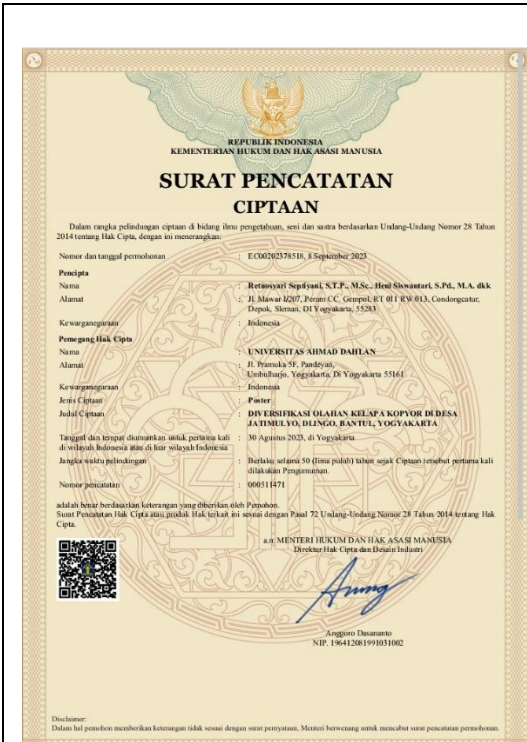 REPUBLIK INDONESIA
KEMENTERIAN HUKUM DAN HAK ASASI MANUSIA
SURAT PENCATATAN
CIPTAAN
Dalam rangka pelindungan ciptaan di bidang ilmu pengetahuan, seni dan sastra berdasarkan Undang-Undang Nomor 28 Tahun
2014 tentang Hak Cipta, dengan ini menerangkan:
Nomor dan tanggal permohonan : EC00202378518, 8 September 2023
Pencipta
Nama : Retnosyari Septiyani, S.T.P., M.Sc., Heni Siswantari, S.Pd., M.A. dkk
Alamat : Jl. Mawar I/207, Perum CC, Gempol, RT 011 RW 013, Condongcatur,
Depok, Sleman, DI Yogyakarta, 55283
Kewarganegaraan : Indonesia
Pemegang Hak Cipta
Nama : UNIVERSITAS AHMAD DAHLAN
Alamat : Jl. Pramuka 5F, Pandeyan,
Umbulharjo, Yogyakarta, Di Yogyakarta 55161
Kewarganegaraan : Indonesia
Jenis Ciptaan : Poster
Judul Ciptaan : DIVERSIFIKASI OLAHAN KELAPA KOPYOR DI DESA
JATIMULYO, DLINGO, BANTUL, YOGYAKARTA
Tanggal dan tempat diumumkan untuk pertama kali : 30 Agustus 2023, di Yogyakarta
di wilayah Indonesia atau di luar wilayah Indonesia
Jangka waktu pelindungan : Berlaku selama 50 (lima puluh) tahun sejak Ciptaan tersebut pertama kali
dilakukan Pengumuman.
Nomor pencatatan : 000511471
adalah benar berdasarkan keterangan yang diberikan oleh Pemohon.
Surat Pencatatan Hak Cipta atau produk Hak terkait ini sesuai dengan Pasal 72 Undang-Undang Nomor 28 Tahun 2014 tentang Hak
Cipta.
a.n. MENTERI HUKUM DAN HAK ASASI MANUSIA
Direktur Hak Cipta dan Desain Industri
Anggoro Dasananto
NIP. 196412081991031002
Disclaimer:
Dalam hal pemohon memberikan keterangan tidak sesuai dengan surat pernyataan, Menteri berwenang untuk mencabut surat pencatatan permohonan.